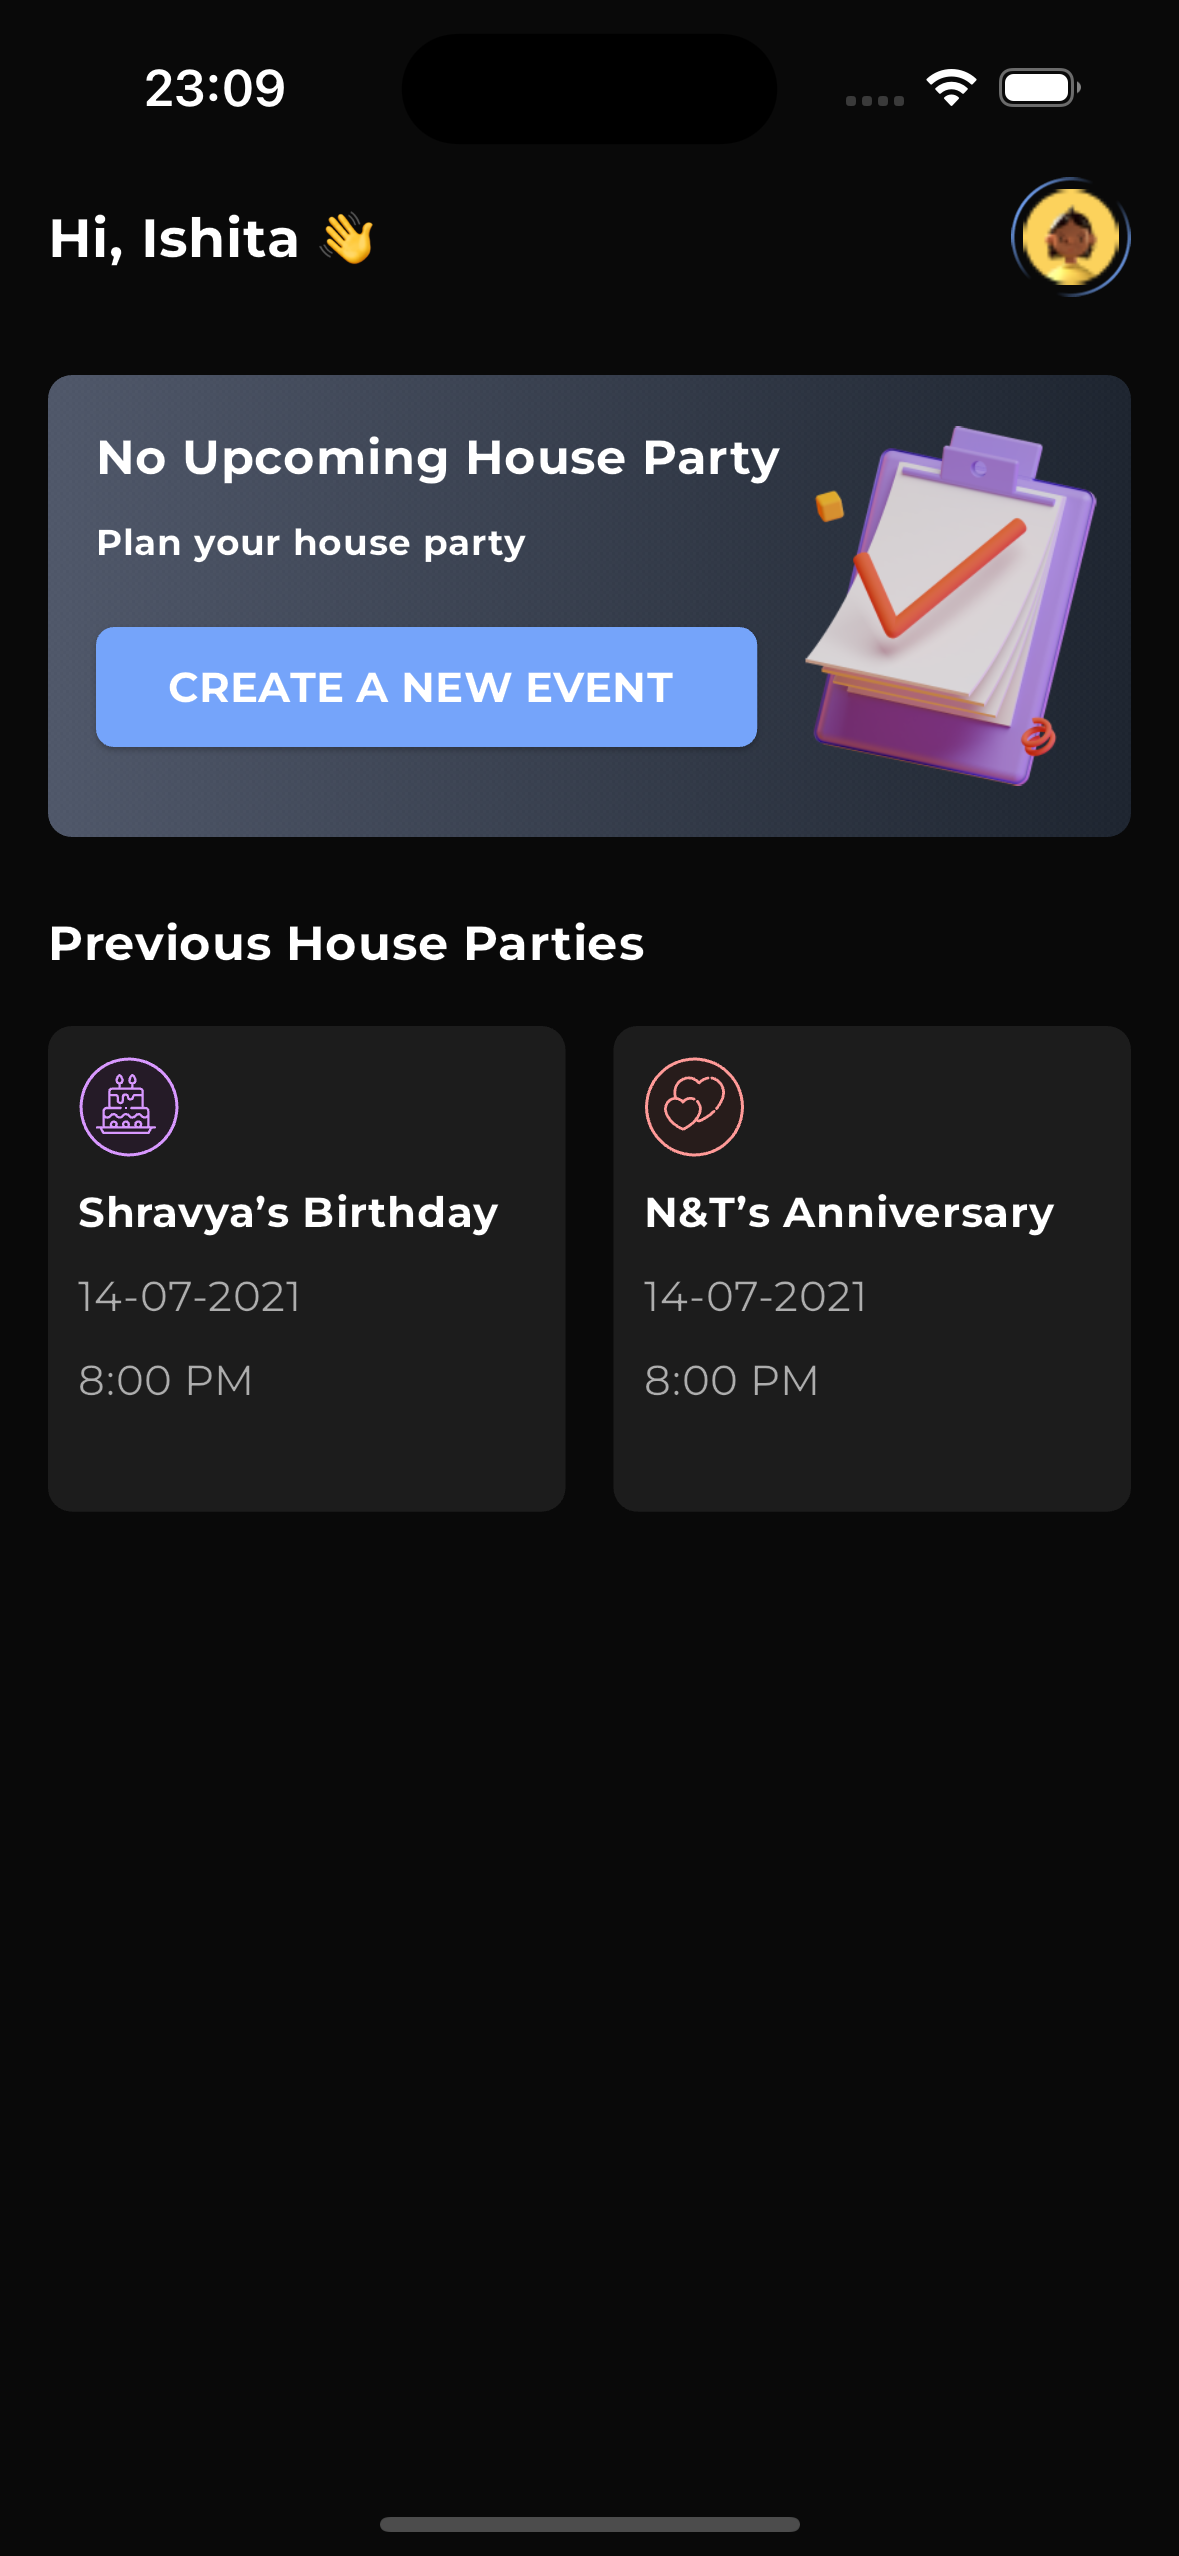 23:09
Hi, Ishita 👋
No Upcoming House Party
Plan your house party
CREATE A NEW EVENT
Previous House Parties
Shravya’s Birthday
14-07-2021
8:00 PM
N&T’s Anniversary
14-07-2021
8:00 PM